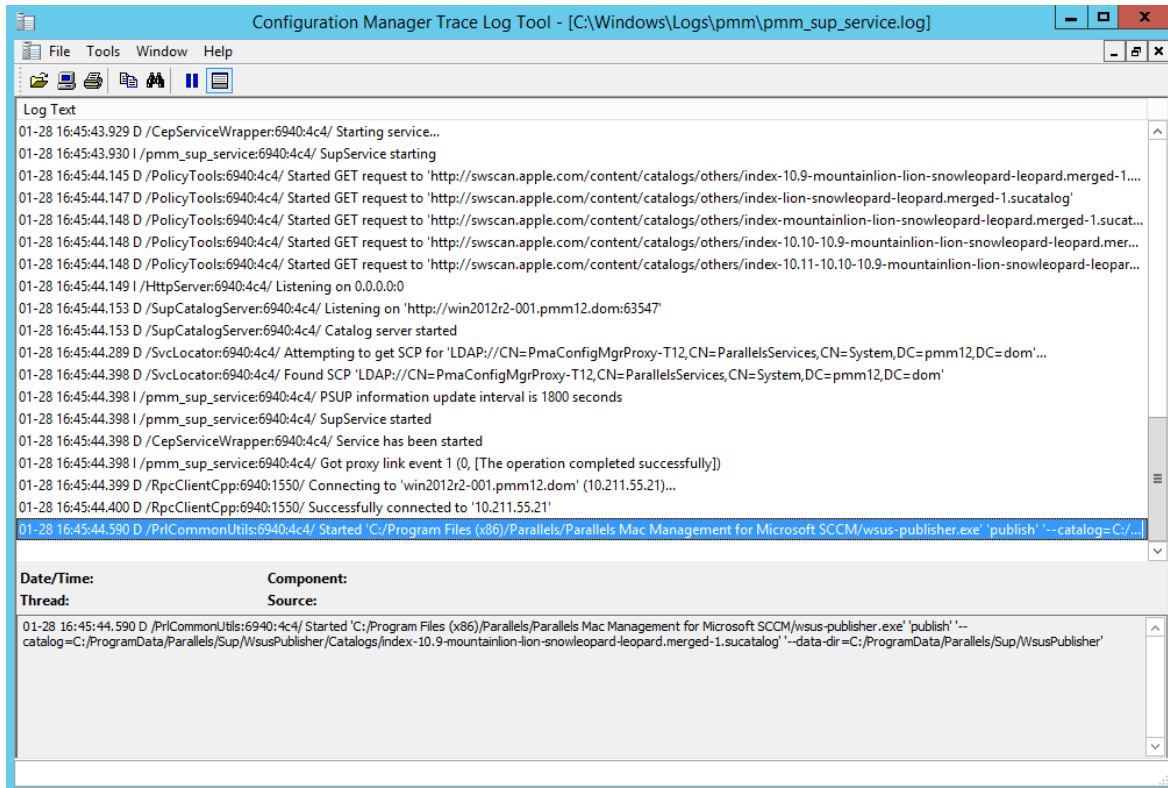 Configuration Manager Trace Log Tool - [C:\Windows\Logs\pmm\pmm_sup_service.log]
File Tools Window Help
Log Text
01-28 16:45:43.929 D /CepServiceWrapper:6940:4c4/ Starting service...
01-28 16:45:43.930 I /pmm_sup_service:6940:4c4/ SupService starting
01-28 16:45:44.145 D /PolicyTools:6940:4c4/ Started GET request to 'http://swscan.apple.com/content/catalogs/others/index-10.9-mountainlion-lion-snowleopard-leopard.merged-1....
01-28 16:45:44.147 D /PolicyTools:6940:4c4/ Started GET request to 'http://swscan.apple.com/content/catalogs/others/index-lion-snowleopard-leopard.merged-1.sucatalog'
01-28 16:45:44.148 D /PolicyTools:6940:4c4/ Started GET request to 'http://swscan.apple.com/content/catalogs/others/index-mountainlion-lion-snowleopard-leopard.merged-1.sucat...
01-28 16:45:44.148 D /PolicyTools:6940:4c4/ Started GET request to 'http://swscan.apple.com/content/catalogs/others/index-10.10-10.9-mountainlion-lion-snowleopard-leopard.mer...
01-28 16:45:44.148 D /PolicyTools:6940:4c4/ Started GET request to 'http://swscan.apple.com/content/catalogs/others/index-10.11-10.10-10.9-mountainlion-lion-snowleopard-leopar...
01-28 16:45:44.149 I /HttpServer:6940:4c4/ Listening on 0.0.0.0:0
01-28 16:45:44.153 D /SupCatalogServer:6940:4c4/ Listening on 'http://win2012r2-001.pmm12.dom:63547'
01-28 16:45:44.153 D /SupCatalogServer:6940:4c4/ Catalog server started
01-28 16:45:44.289 D /SvcLocator:6940:4c4/ Attempting to get SCP for 'LDAP://CN=PmaConfigMgrProxy-T12,CN=ParallelsServices,CN=System,DC=pmm12,DC=dom'...
01-28 16:45:44.398 D /SvcLocator:6940:4c4/ Found SCP 'LDAP://CN=PmaConfigMgrProxy-T12,CN=ParallelsServices,CN=System,DC=pmm12,DC=dom'
01-28 16:45:44.398 I /pmm_sup_service:6940:4c4/ PSUP information update interval is 1800 seconds
01-28 16:45:44.398 I /pmm_sup_service:6940:4c4/ SupService started
01-28 16:45:44.398 D /CepServiceWrapper:6940:4c4/ Service has been started
01-28 16:45:44.398 I /pmm_sup_service:6940:4c4/ Got proxy link event 1 (0, [The operation completed successfully])
01-28 16:45:44.399 D /RpcClientCpp:6940:1550/ Connecting to 'win2012r2-001.pmm12.dom' (10.211.55.21)...
01-28 16:45:44.400 D /RpcClientCpp:6940:1550/ Successfully connected to '10.211.55.21'
01-28 16:45:44.590 D /PrlCommonUtils:6940:4c4/ Started 'C:/Program Files (x86)/Parallels/Parallels Mac Management for Microsoft SCCM/wsus-publisher.exe' 'publish' '--catalog=C:/...
Date/Time: Component:
Thread: Source:
01-28 16:45:44.590 D /PrlCommonUtils:6940:4c4/ Started 'C:/Program Files (x86)/Parallels/Parallels Mac Management for Microsoft SCCM/wsus-publisher.exe' 'publish' '--
catalog=C:/ProgramData/Parallels/Sup/WsusPublisher/Catalogs/index-10.9-mountainlion-lion-snowleopard-leopard.merged-1.sucatalog' '--data-dir=C:/ProgramData/Parallels/Sup/WsusPublisher'